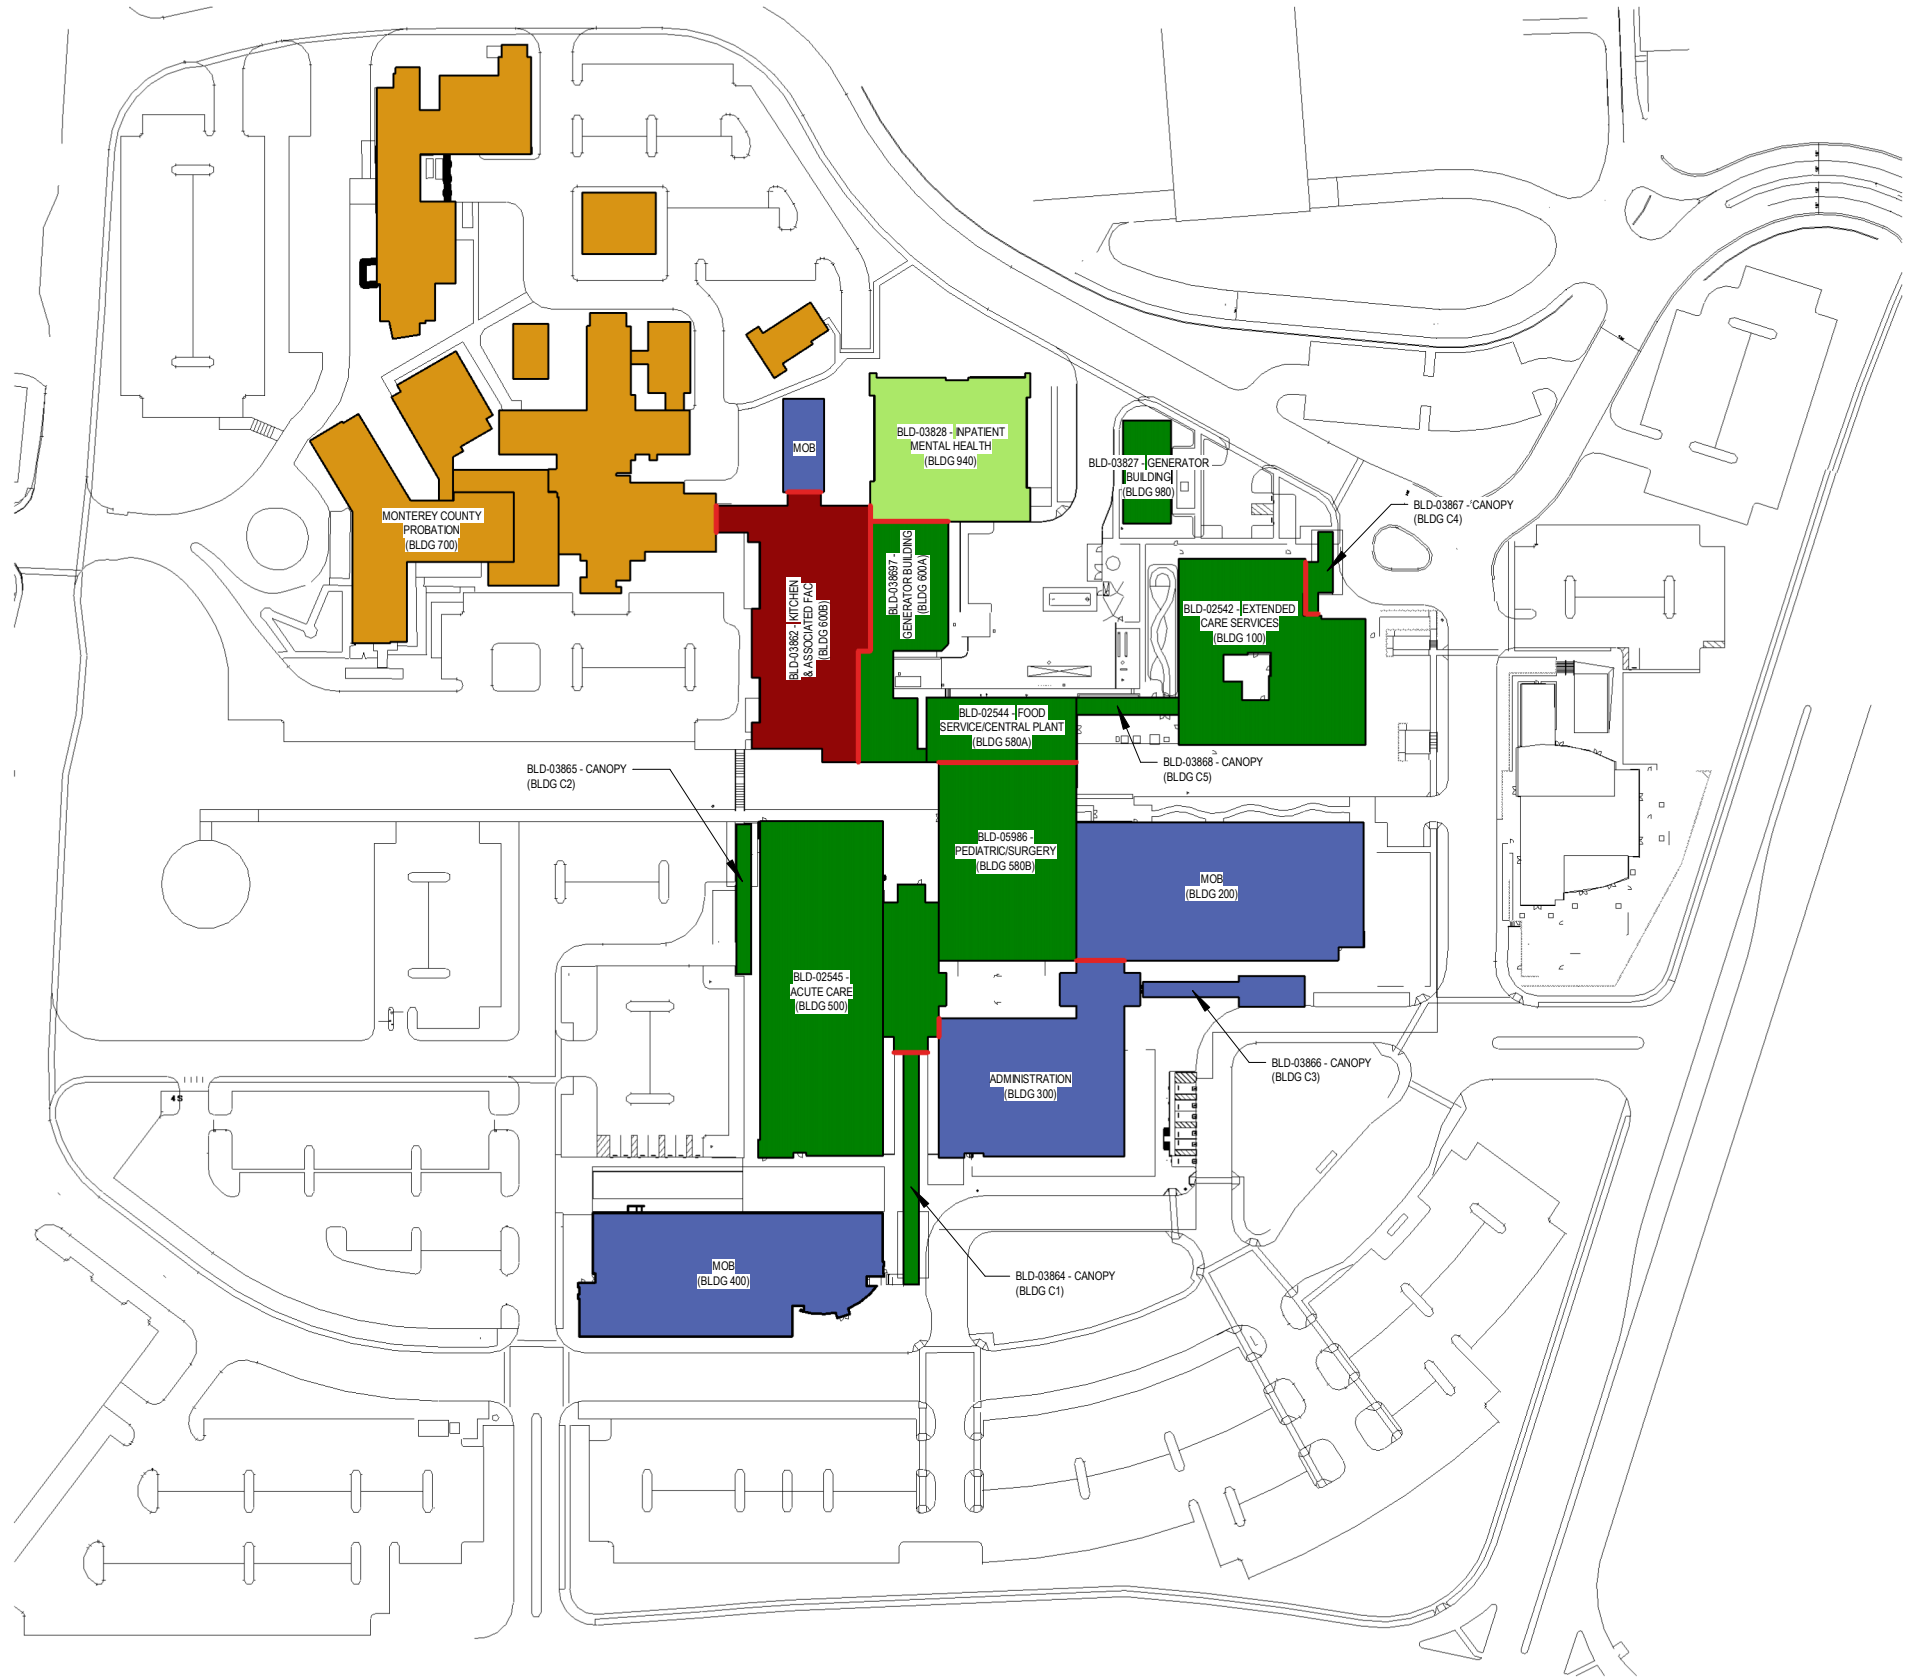 MOB
BLD-03828 - INPATIENT
MENTAL HEALTH
(BLDG 940)
BLD-03827 - GENERATOR
BUILDING
(BLDG 980)
BLD-03867 - CANOPY
(BLDG C4)
MONTEREY COUNTY
PROBATION
(BLDG 700)
BLD-03862 - KITCHEN
& ASSOCIATED FAC
(BLDG 600B)
BLD-038697 -
GENERATOR BUILDING
(BLDG 600A)
BLD-02542 - EXTENDED
CARE SERVICES
(BLDG 100)
BLD-02544 - FOOD
SERVICE/CENTRAL PLANT
(BLDG 580A)
BLD-03868 - CANOPY
(BLDG C5)
BLD-03865 - CANOPY
(BLDG C2)
BLD-05986 -
PEDIATRIC/SURGERY
(BLDG 580B)
MOB
(BLDG 200)
BLD-02545 -
ACUTE CARE
(BLDG 500)
BLD-03866 - CANOPY
(BLDG C3)
ADMINISTRATION
(BLDG 300)
4 S
MOB
(BLDG 400)
BLD-03864 - CANOPY
(BLDG C1)